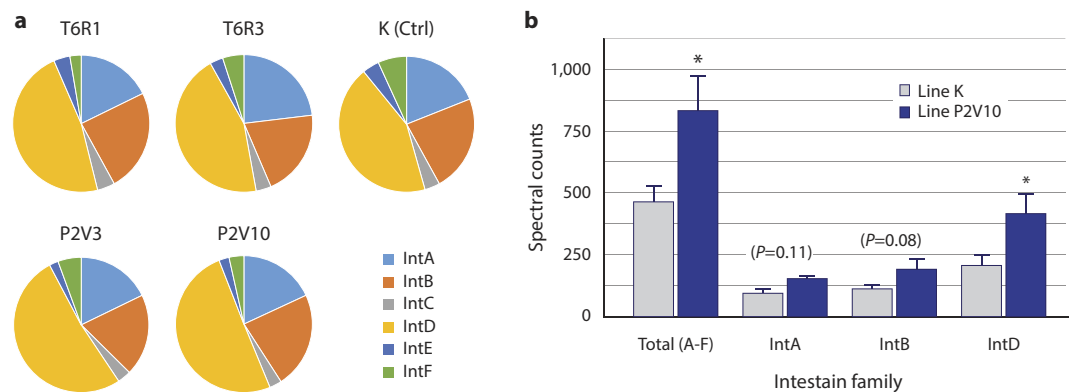 a
T6R1
T6R3
K (Ctrl)
P2V3
P2V10
IntA
IntB
IntC
IntD
IntE
IntF
b
Spectral counts
1,000
750
500
250
0
Line K
Line P2V10
*
(P=0.11)
(P=0.08)
*
Total (A-F)
IntA
IntB
IntD
Intestain family